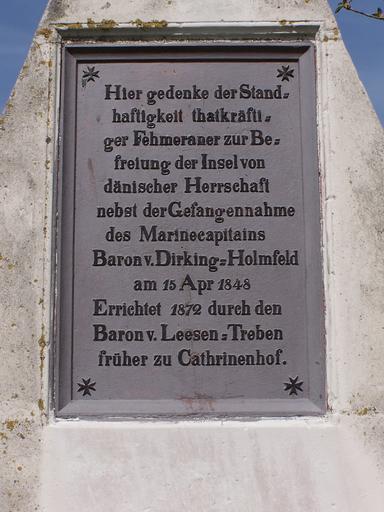 Hier gedenke der Stand=
haftigkeit thatkräfti=
ger Fehmeraner zur Be=
freiung der Insel von
dänischer Herrschaft
nebst der Gefangennahme
des Marinecapitains
Baron v. Dirking=Holmfeld
am 15 Apr 1848
Errichtet 1872 durch den
Baron v. Leesen=Treben
früher zu Cathrinenhof.